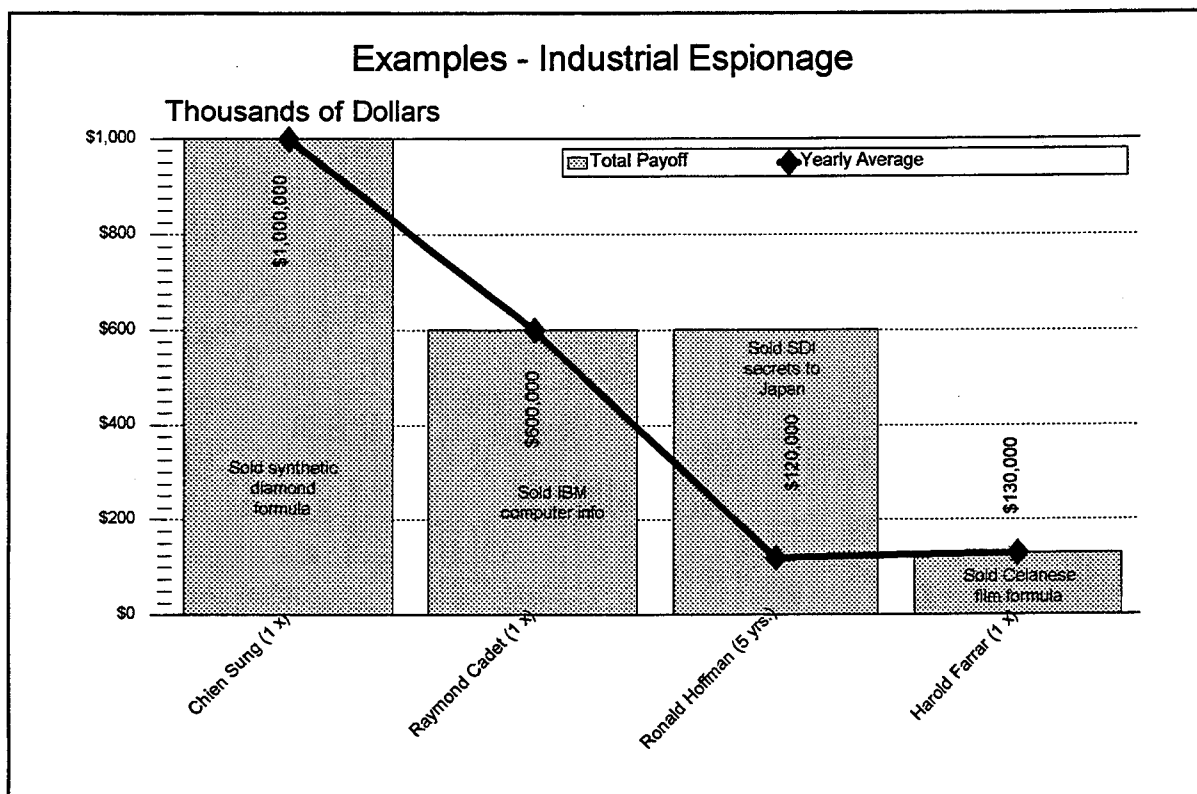 Examples - Industrial Espionage
Thousands of Dollars
$1,000
$800
$600
$400
$200
$0
Total Payoff
Yearly Average
$1,000,000
Sold synthetic
diamond
formula
$600,000
Sold IBM
computer info
Sold SDI
secrets to
Japan
$120,000
$130,000
Sold Celanese
film formula
Chien Sung (1 x)
Raymond Cadet (1 x)
Ronald Hoffman (5 yrs.)
Harold Farrar (1 x)